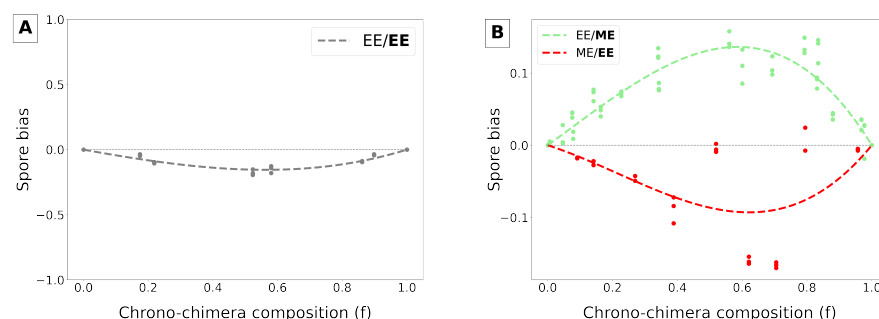 A
1.0
0.5
0.0
−0.5
−1.0
Spore bias
EE/EE
0.0 0.2 0.4 0.6 0.8 1.0
Chrono-chimera composition (f)
B
0.1
0.0
−0.1
Spore bias
EE/ME
ME/EE
0.0 0.2 0.4 0.6 0.8 1.0
Chrono-chimera composition (f)